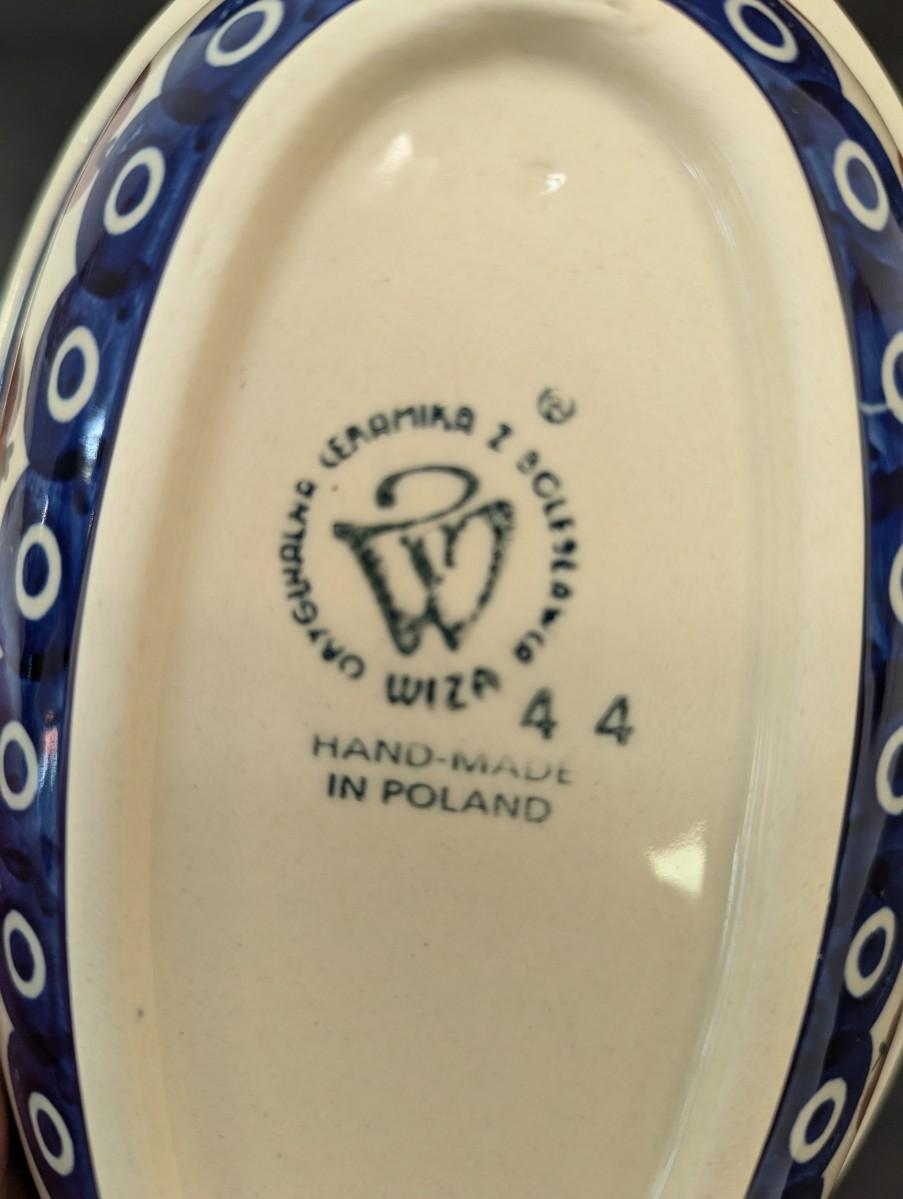 ORYGINALNA CERAMIKA Z BOLESŁAWCA
®
WIZA
4 4
HAND-MADE
IN POLAND